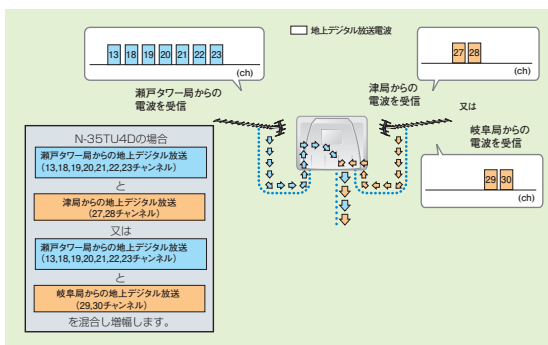 地上デジタル放送電波
13 18 19 20 21 22 23
(ch)
瀬戸タワー局からの
電波を受信
27 28
(ch)
津局からの
電波を受信
又は
岐阜局からの
電波を受信
29 30
(ch)
N-35TU4Dの場合
瀬戸タワー局からの地上デジタル放送
(13,18,19,20,21,22,23チャンネル)
と
津局からの地上デジタル放送
(27,28チャンネル)
又は
瀬戸タワー局からの地上デジタル放送
(13,18,19,20,21,22,23チャンネル)
と
岐阜局からの地上デジタル放送
(29,30チャンネル)
を混合し増幅します。